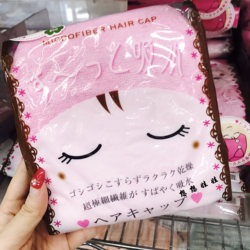 MICROFIBER HAIR CAP
ゴシゴシこすらずラクラク乾燥
超極細繊維が すばやく吸水
ヘアキャップ